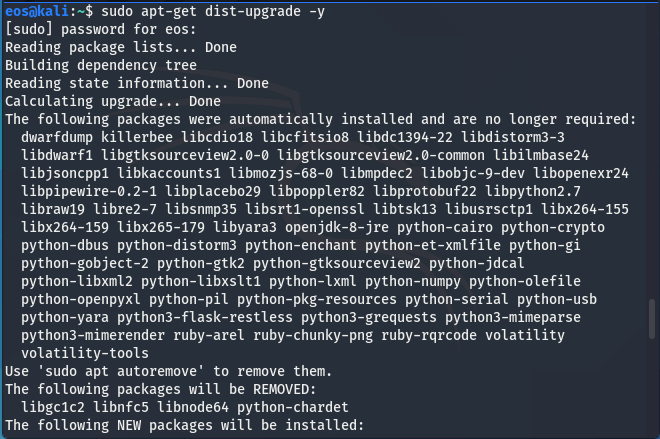 eos@kali:~$ sudo apt-get dist-upgrade -y
[sudo] password for eos:
Reading package lists... Done
Building dependency tree
Reading state information... Done
Calculating upgrade... Done
The following packages were automatically installed and are no longer required:
dwarfdump killerbee libcdio18 libcfitsio8 libdc1394-22 libdistorm3-3
libdwarf1 libgtksourceview2.0-0 libgtksourceview2.0-common libilmbase24
libjsoncpp1 libkaccounts1 libmozjs-68-0 libmpdec2 libobjc-9-dev libopenexr24
libpipewire-0.2-1 libplacebo29 libpoppler82 libprotobuf22 libpython2.7
libraw19 libre2-7 libsnmp35 libsrt1-openssl libtsk13 libusrsctp1 libx264-155
libx264-159 libx265-179 libyara3 openjdk-8-jre python-cairo python-crypto
python-dbus python-distorm3 python-enchant python-et-xmlfile python-gi
python-gobject-2 python-gtk2 python-gtksourceview2 python-jdcal
python-libxml2 python-libxslt1 python-lxml python-numpy python-olefile
python-openpyxl python-pil python-pkg-resources python-serial python-usb
python-yara python3-flask-restless python3-grequests python3-mimeparse
python3-mimerender ruby-arel ruby-chunky-png ruby-rqrcode volatility
volatility-tools
Use 'sudo apt autoremove' to remove them.
The following packages will be REMOVED:
libgc1c2 libnfc5 libnode64 python-chardet
The following NEW packages will be installed: